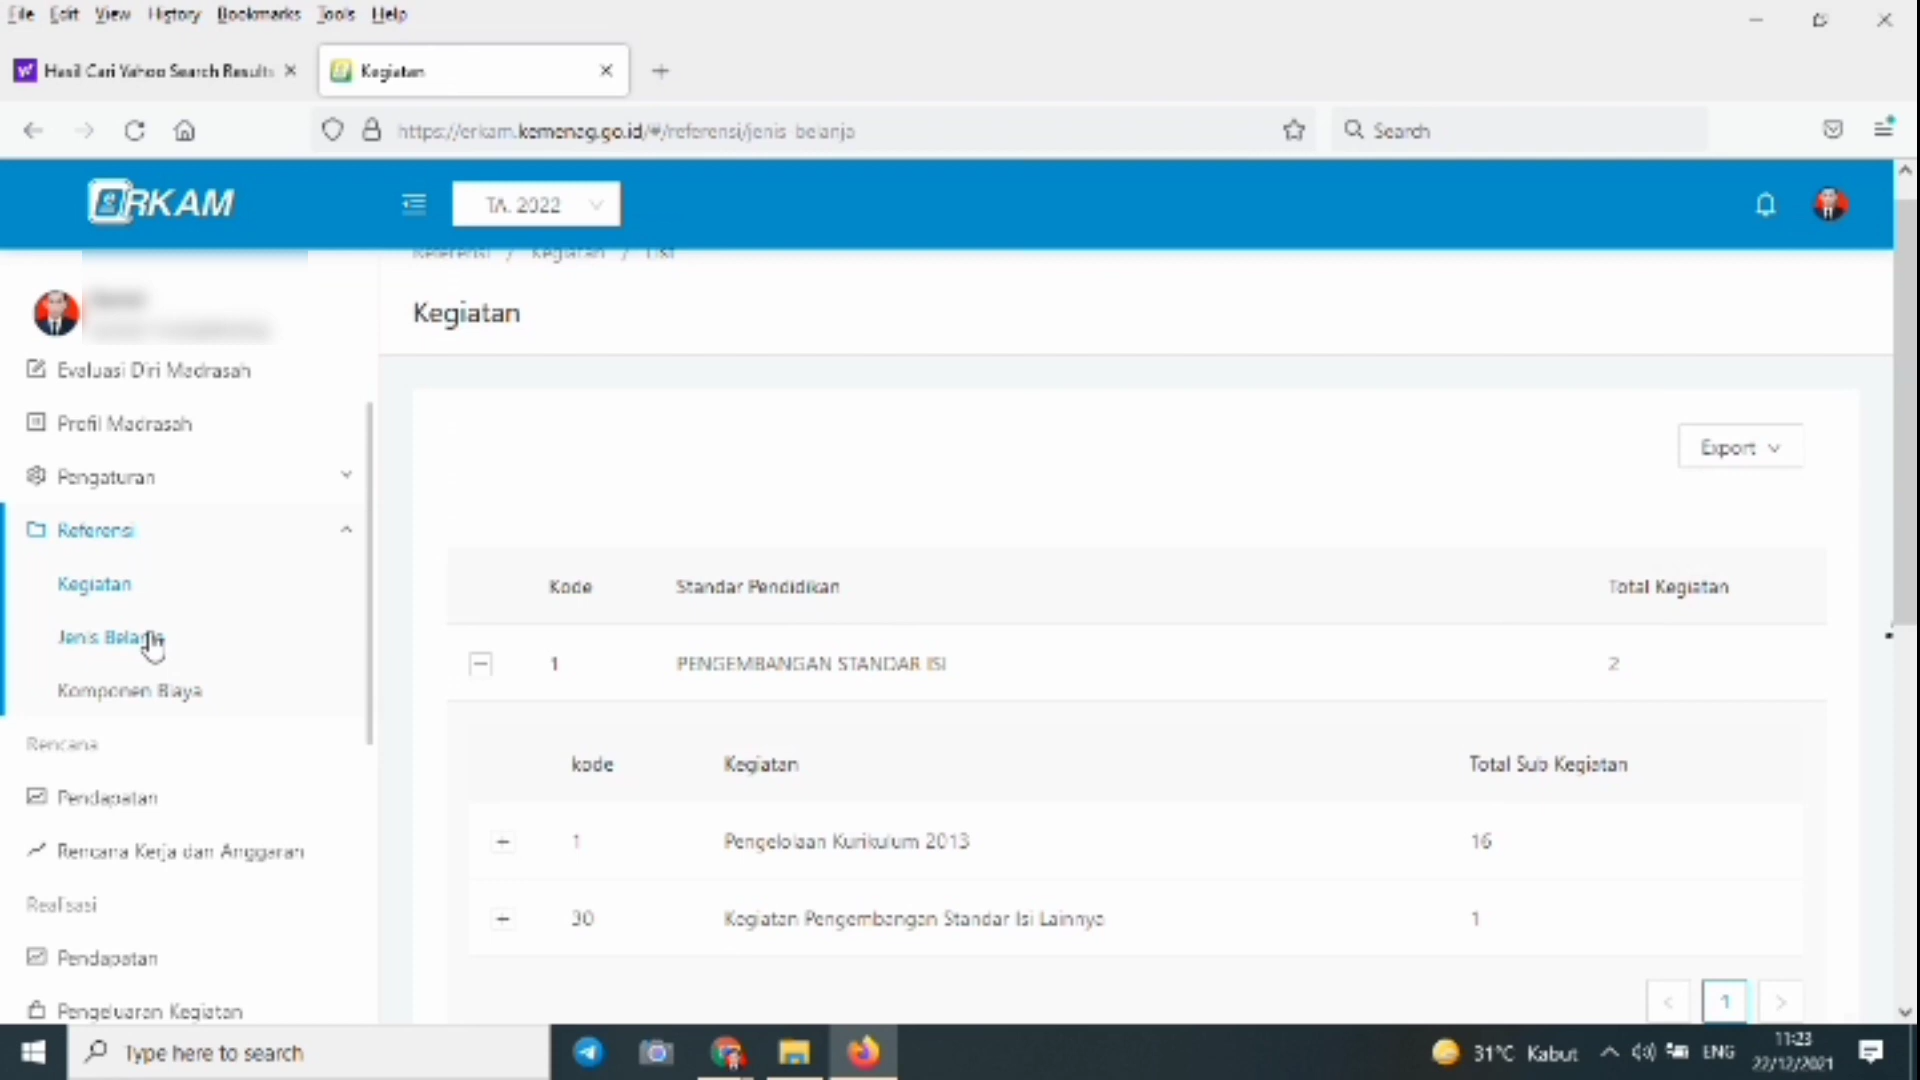 File Edit View History Bookmarks Tools Help
Hasil Cari Yahoo Search Results
Kegiatan
https://erkam.kemenag.go.id/#/referensi/jenis-belanja
Search
eRKAM
TA. 2022
Referensi / Kegiatan / List
Kegiatan
Evaluasi Diri Madrasah
Profil Madrasah
Pengaturan
Referensi
Kegiatan
Jenis Belanja
Komponen Biaya
Rencana
Pendapatan
Rencana Kerja dan Anggaran
Realisasi
Pendapatan
Pengeluaran Kegiatan
Export
Kode Standar Pendidikan Total Kegiatan
1 PENGEMBANGAN STANDAR ISI 2
kode Kegiatan Total Sub Kegiatan
1 Pengelolaan Kurikulum 2013 16
30 Kegiatan Pengembangan Standar Isi Lainnya 1
< 1 >
Type here to search
31°C Kabut
ENG
11:23
22/12/2021